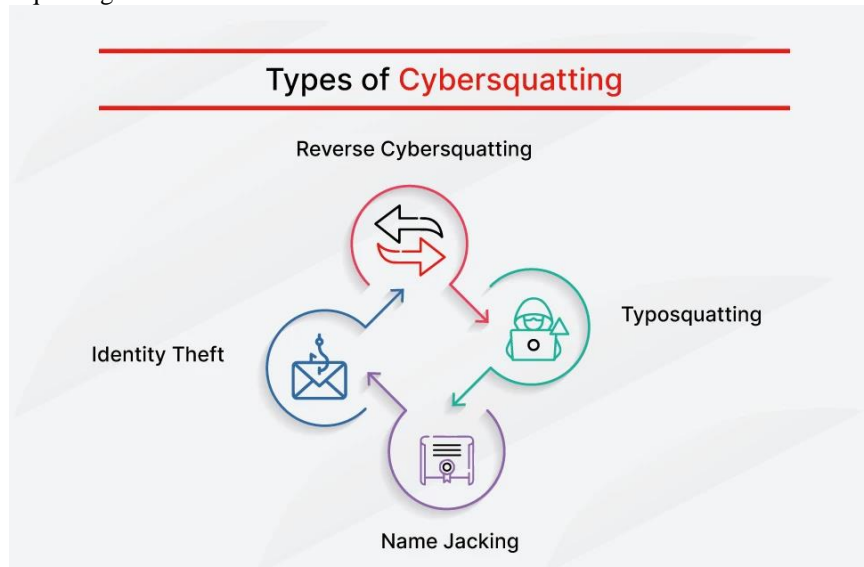 Types of Cybersquatting
Reverse Cybersquatting
Typosquatting
Identity Theft
Name Jacking